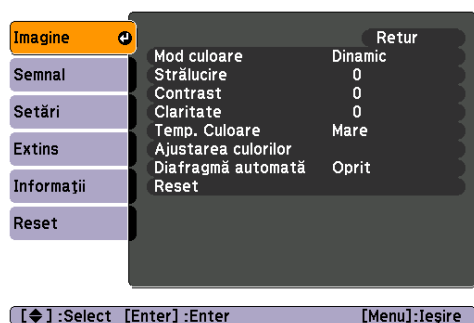 Imagine
Semnal
Setări
Extins
Informaţii
Reset
Retur
Mod culoare Dinamic
Strălucire 0
Contrast 0
Claritate 0
Temp. Culoare Mare
Ajustarea culorilor
Diafragmă automată Oprit
Reset
[◆] :Select [Enter] :Enter [Menu]:Ieşire